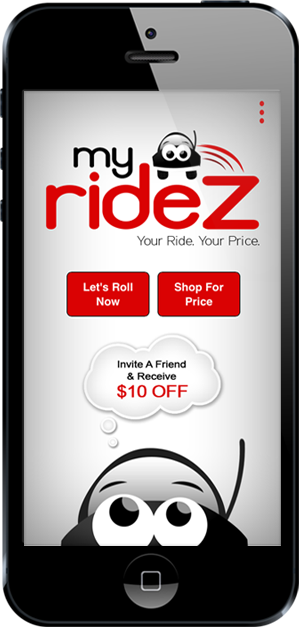 my
ridez
Your Ride. Your Price.
Let's Roll
Now
Shop For
Price
Invite A Friend
& Receive
$10 OFF